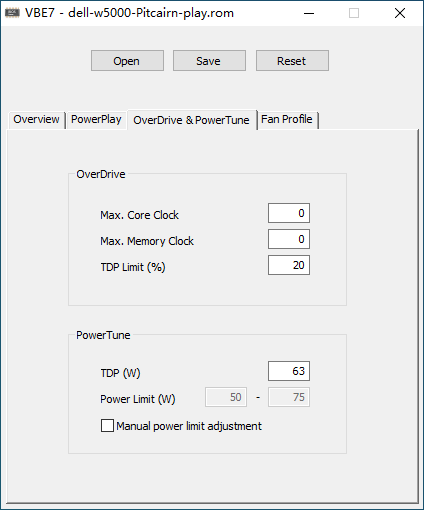 VBE7 - dell-w5000-Pitcairn-play.rom
Open Save Reset
Overview PowerPlay OverDrive & PowerTune Fan Profile
OverDrive
Max. Core Clock 0
Max. Memory Clock 0
TDP Limit (%) 20
PowerTune
TDP (W) 63
Power Limit (W) 50 - 75
Manual power limit adjustment